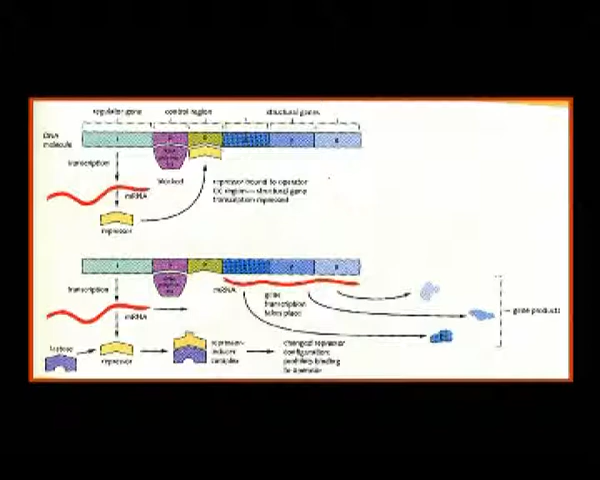 regulator gene
control region
structural genes
DNA
molecule
transcription
blocked
mRNA
repressor
repressor bound to operator
region— structural gene
transcription repressed
transcription
mRNA
mRNA
gene
transcription
takes place
gene products
lactose
repressor
repressor-
inducer
complex
changed repressor
configuration:
prohibits binding
to operator